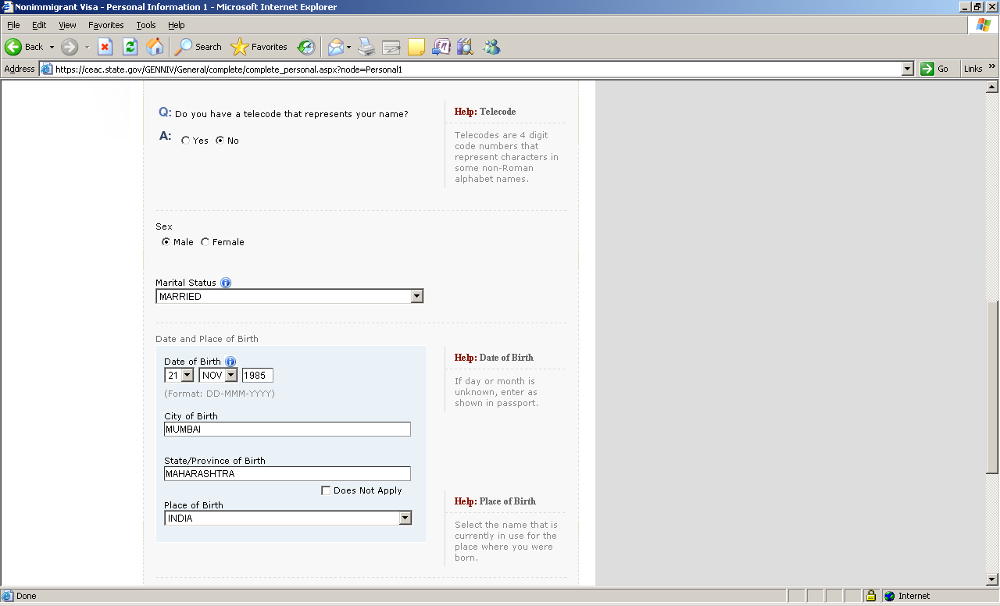 Nonimmigrant Visa - Personal Information 1 - Microsoft Internet Explorer
File Edit View Favorites Tools Help
Back Search Favorites
Address https://ceac.state.gov/GENNIV/General/complete/complete_personal.aspx?node=Personal1 Go Links »
Q: Do you have a telecode that represents your name?
A: Yes No
Help: Telecode
Telecodes are 4 digit
code numbers that
represent characters in
some non-Roman
alphabet names.
Sex
Male Female
Marital Status
MARRIED
Date and Place of Birth
Date of Birth
21 NOV 1985
(Format: DD-MMM-YYYY)
Help: Date of Birth
If day or month is
unknown, enter as
shown in passport.
City of Birth
MUMBAI
State/Province of Birth
MAHARASHTRA
Does Not Apply
Place of Birth
INDIA
Help: Place of Birth
Select the name that is
currently in use for the
place where you were
born.
Done Internet